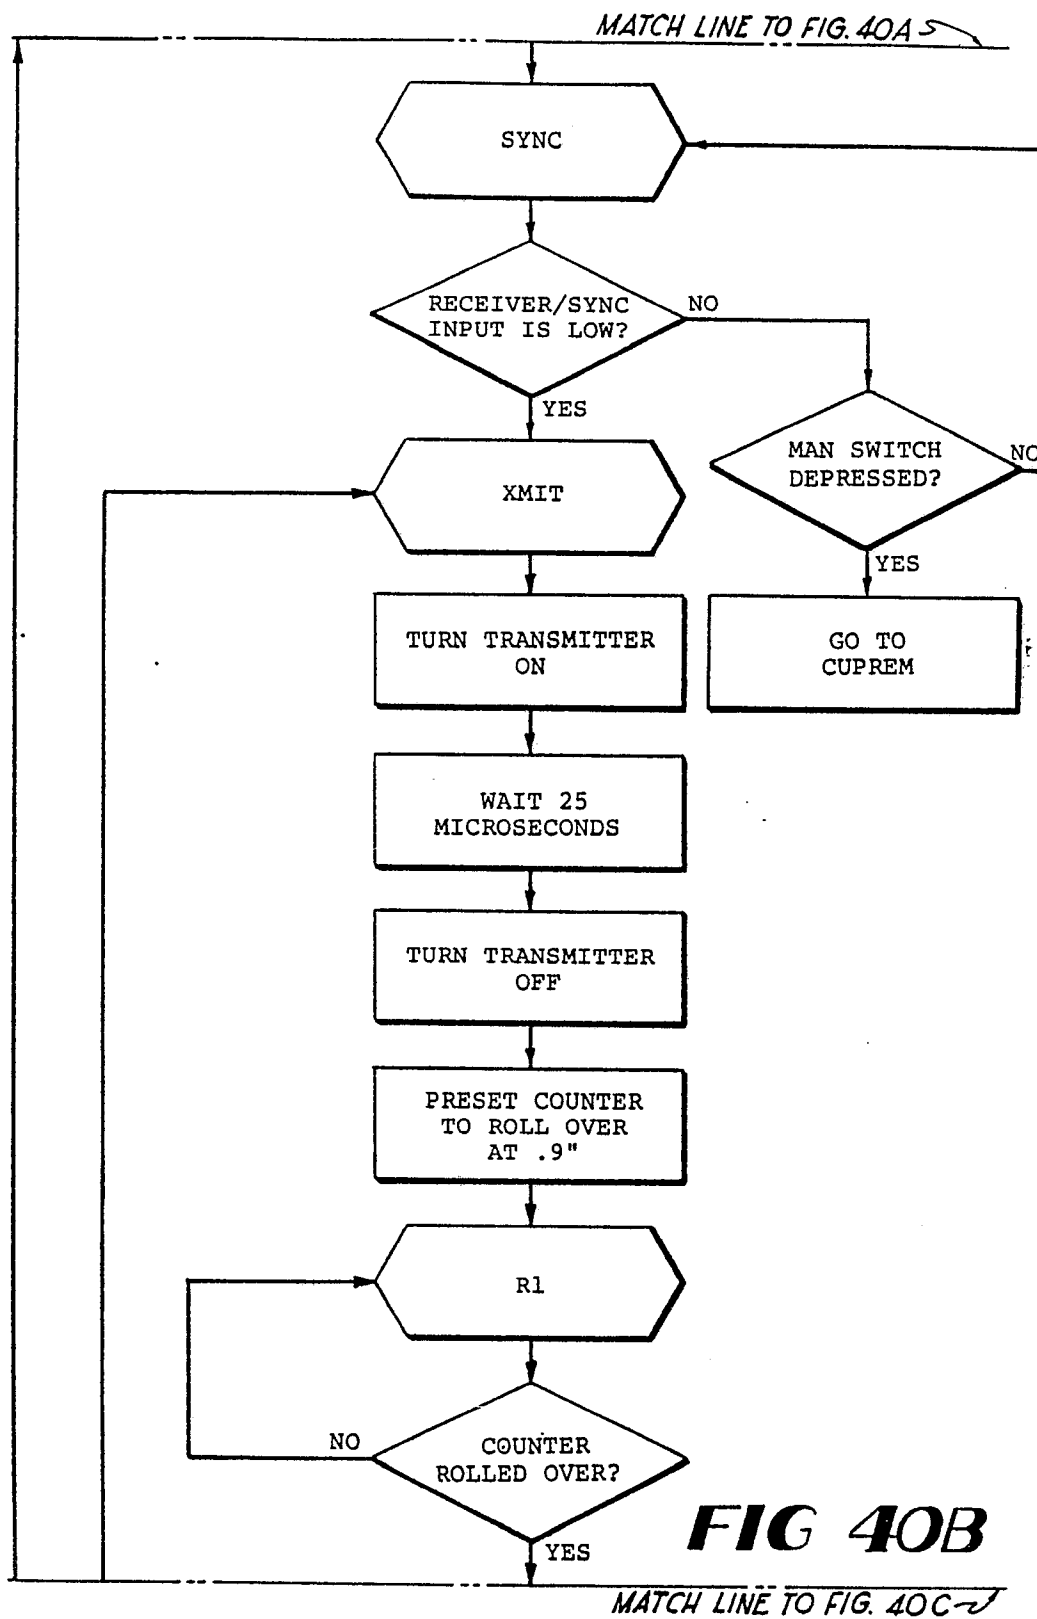 MATCH LINE TO FIG. 40A
SYNC
RECEIVER/SYNC
INPUT IS LOW?
NO
YES
MAN SWITCH
DEPRESSED?
NO
YES
GO TO
CUPREM
XMIT
TURN TRANSMITTER
ON
WAIT 25
MICROSECONDS
TURN TRANSMITTER
OFF
PRESET COUNTER
TO ROLL OVER
AT .9"
R1
COUNTER
ROLLED OVER?
NO
YES
FIG 40B
MATCH LINE TO FIG. 40C